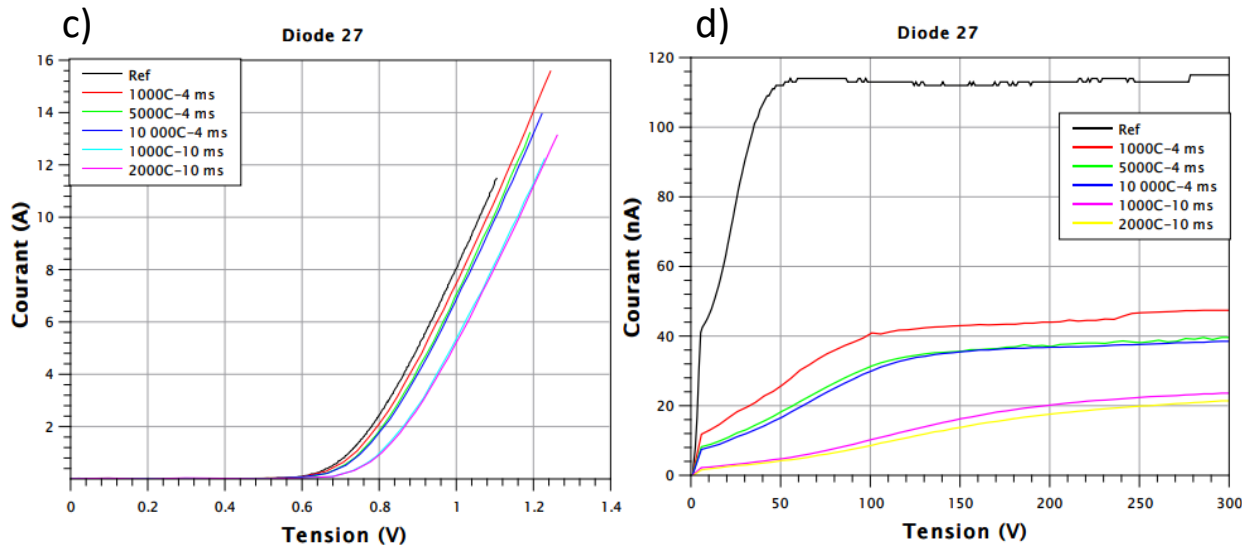 c)
Diode 27
16
14
12
10
8
6
4
2
0
0.2
0.4
0.6
0.8
1
1.2
1.4
Courant (A)
Tension (V)
Ref
1000C-4 ms
5000C-4 ms
10 000C-4 ms
1000C-10 ms
2000C-10 ms
d)
Diode 27
120
100
80
60
40
20
0
0
50
100
150
200
250
300
Courant (nA)
Tension (V)
Ref
1000C-4 ms
5000C-4 ms
10 000C-4 ms
1000C-10 ms
2000C-10 ms